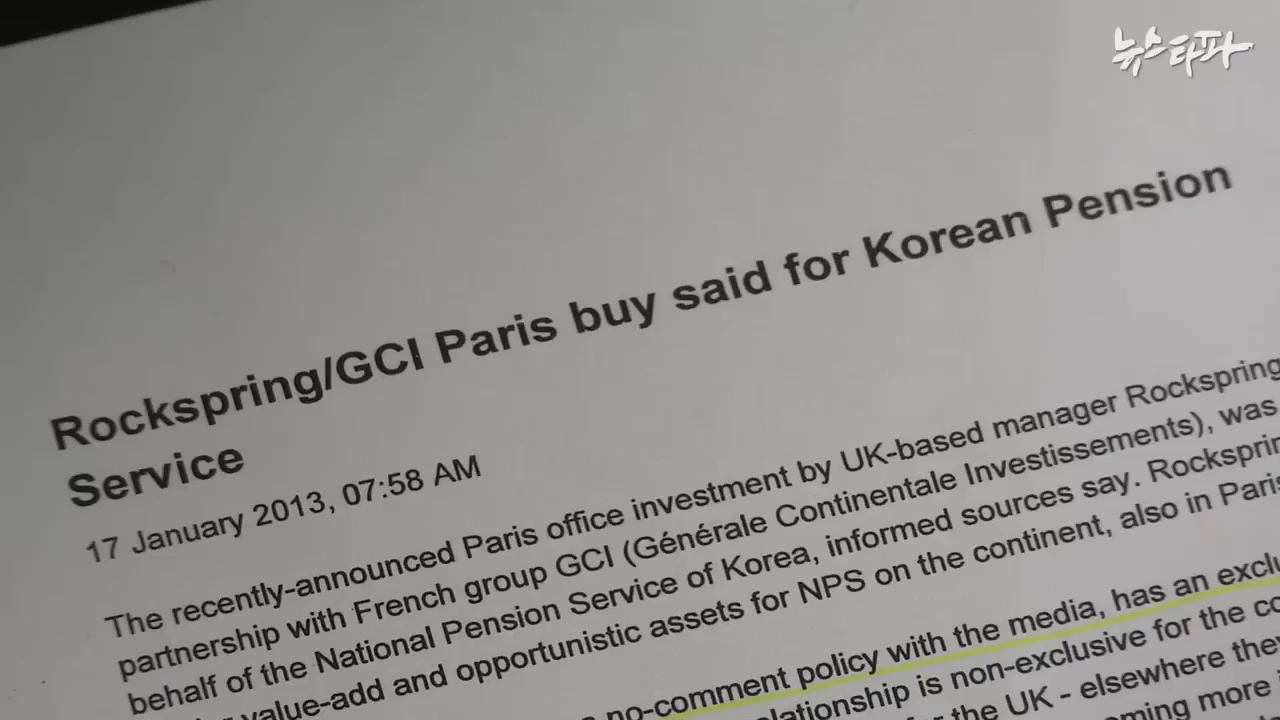 뉴스타파
Rockspring/GCI Paris buy said for Korean Pension
Service
17 January 2013, 07:58 AM
The recently-announced Paris office investment by UK-based manager Rockspring
partnership with French group GCI (Générale Continentale Investissements), was
behalf of the National Pension Service of Korea, informed sources say.
value-add and opportunistic assets for NPS on the continent, also in Paris
no-comment policy with the media, has an
is non-exclusive for the
the UK - elsewhere
more